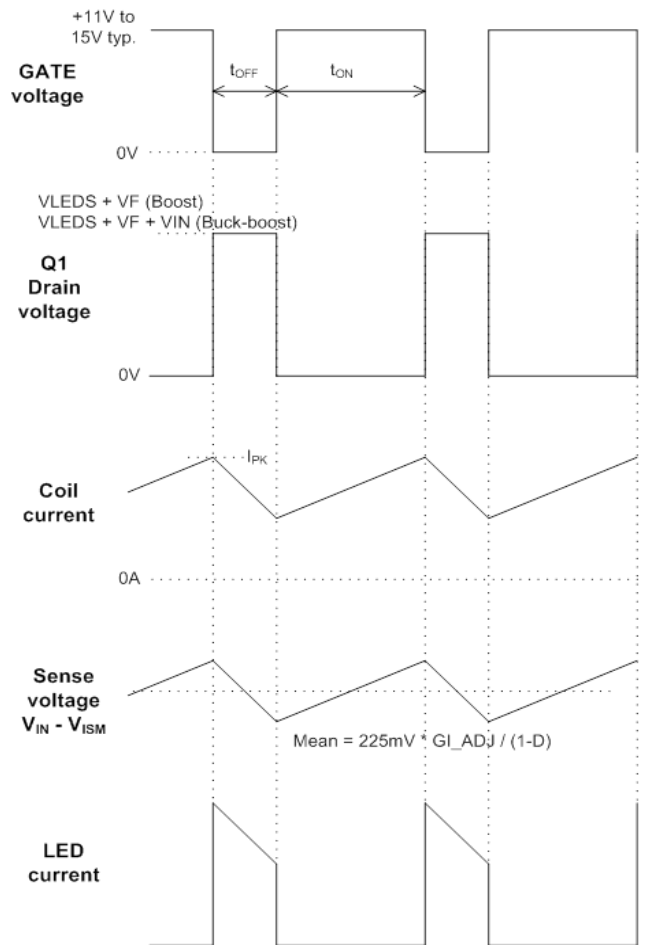 +11V to
15V typ.
GATE
voltage
tOFF
tON
0V
VLEDS + VF (Boost)
VLEDS + VF + VIN (Buck-boost)
Q1
Drain
voltage
0V
IPK
Coil
current
0A
Sense
voltage
VIN - VISM
Mean = 225mV * GI_ADJ / (1-D)
LED
current